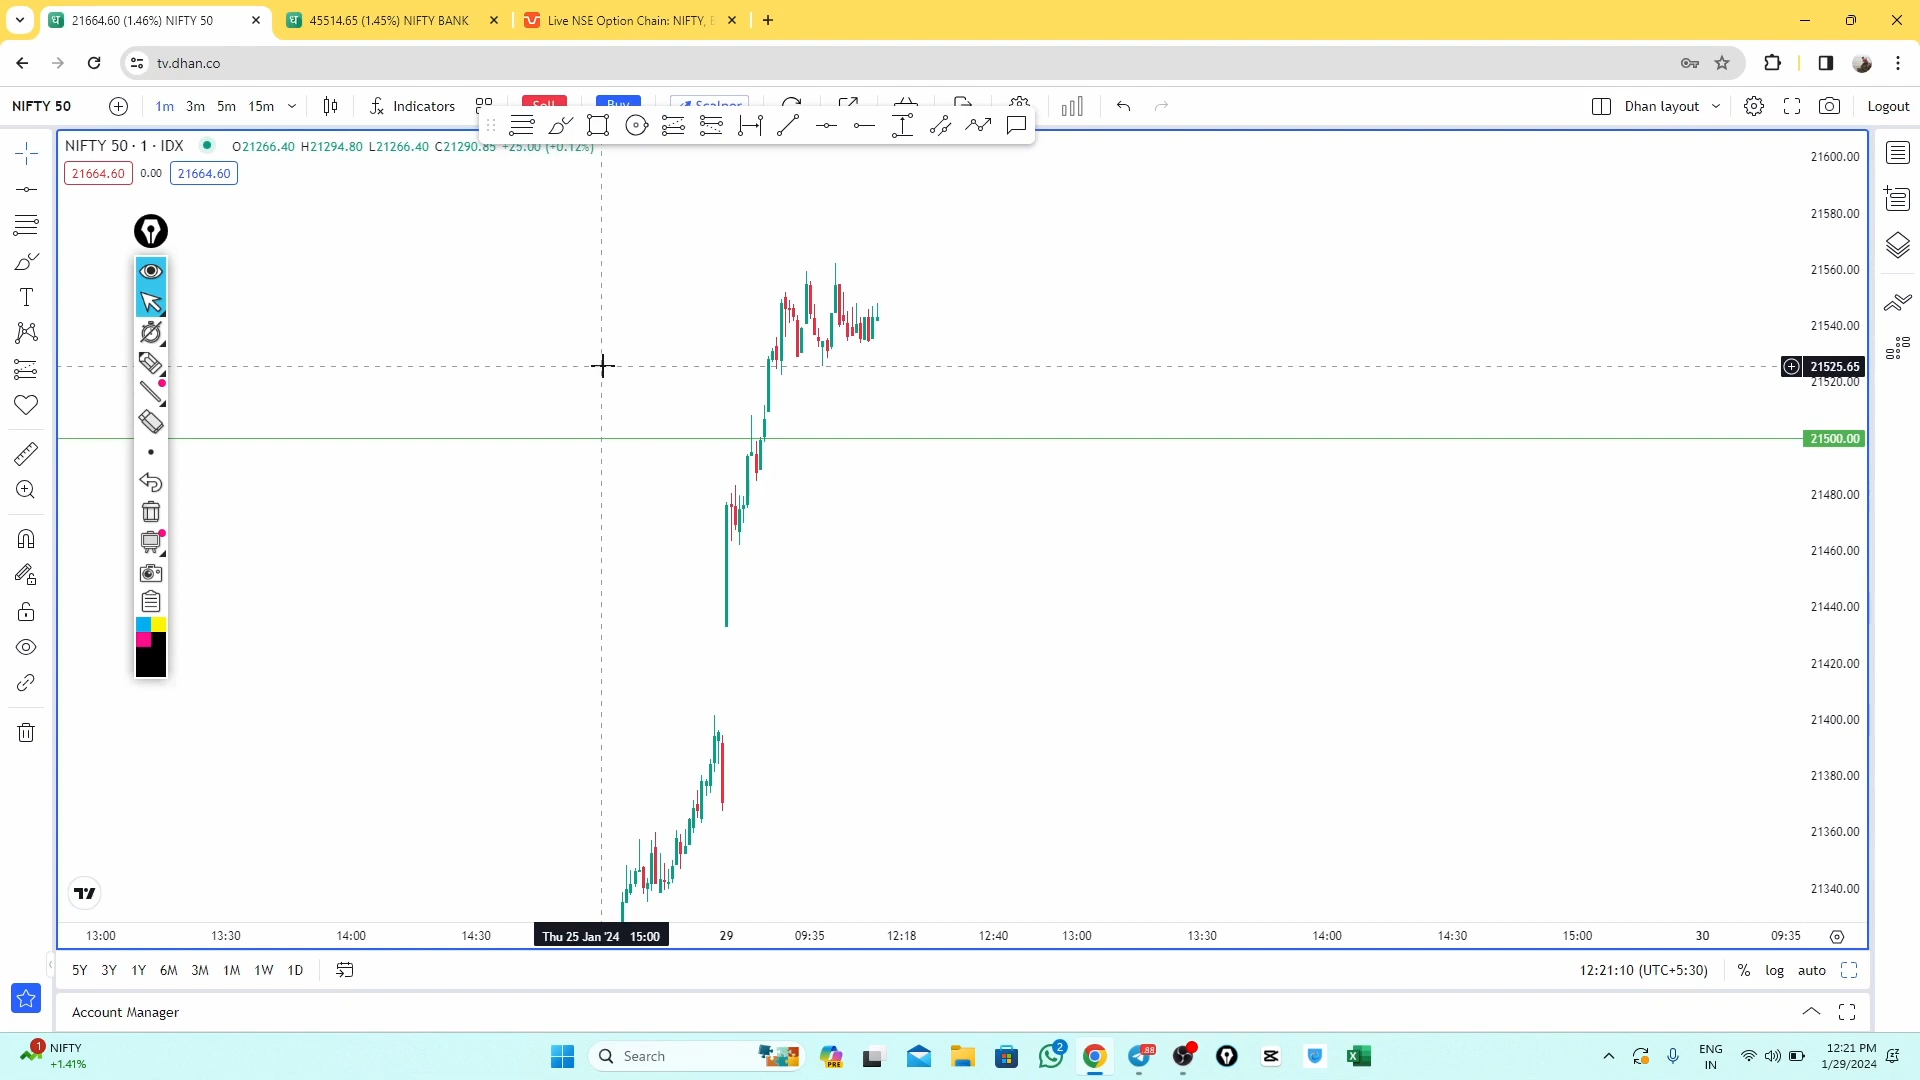 21664.60 (1.46%) NIFTY 50
45514.65 (1.45%) NIFTY BANK
Live NSE Option Chain: NIFTY,
tv.dhan.co
NIFTY 50
1m 3m 5m 15m
Indicators
Sell
Buy
Scalper
Dhan layout
Logout
NIFTY 50 · 1 · IDX
O21266.40 H21294.80 L21266.40 C21290.85 +25.00 (+0.12%)
21664.60
0.00
21664.60
21600.00
21580.00
21560.00
21540.00
21525.65
21520.00
21500.00
21480.00
21460.00
21440.00
21420.00
21400.00
21380.00
21360.00
21340.00
13:00 13:30 14:00 14:30 Thu 25 Jan '24 15:00 29 09:35 12:18 12:40 13:00 13:30 14:00 14:30 15:00 30 09:35
5Y 3Y 1Y 6M 3M 1M 1W 1D
12:21:10 (UTC+5:30)
% log auto
Account Manager
1
NIFTY
+1.41%
Search
PRE
2
88
ENG
IN
12:21 PM
1/29/2024